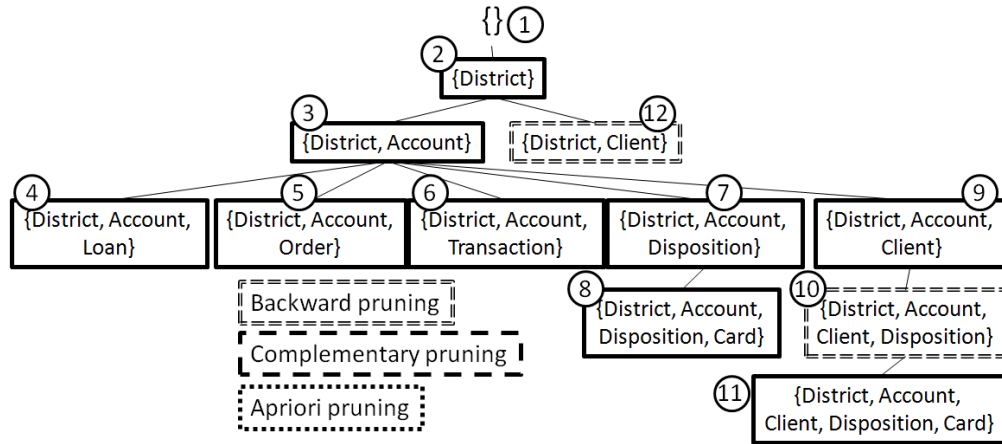 {} 1
2
{District}
3
{District, Account}
12
{District, Client}
4
{District, Account,
Loan}
5
{District, Account,
Order}
6
{District, Account,
Transaction}
7
{District, Account,
Disposition}
9
{District, Account,
Client}
Backward pruning
Complementary pruning
Apriori pruning
8
{District, Account,
Disposition, Card}
10
{District, Account,
Client, Disposition}
11
{District, Account,
Client, Disposition, Card}